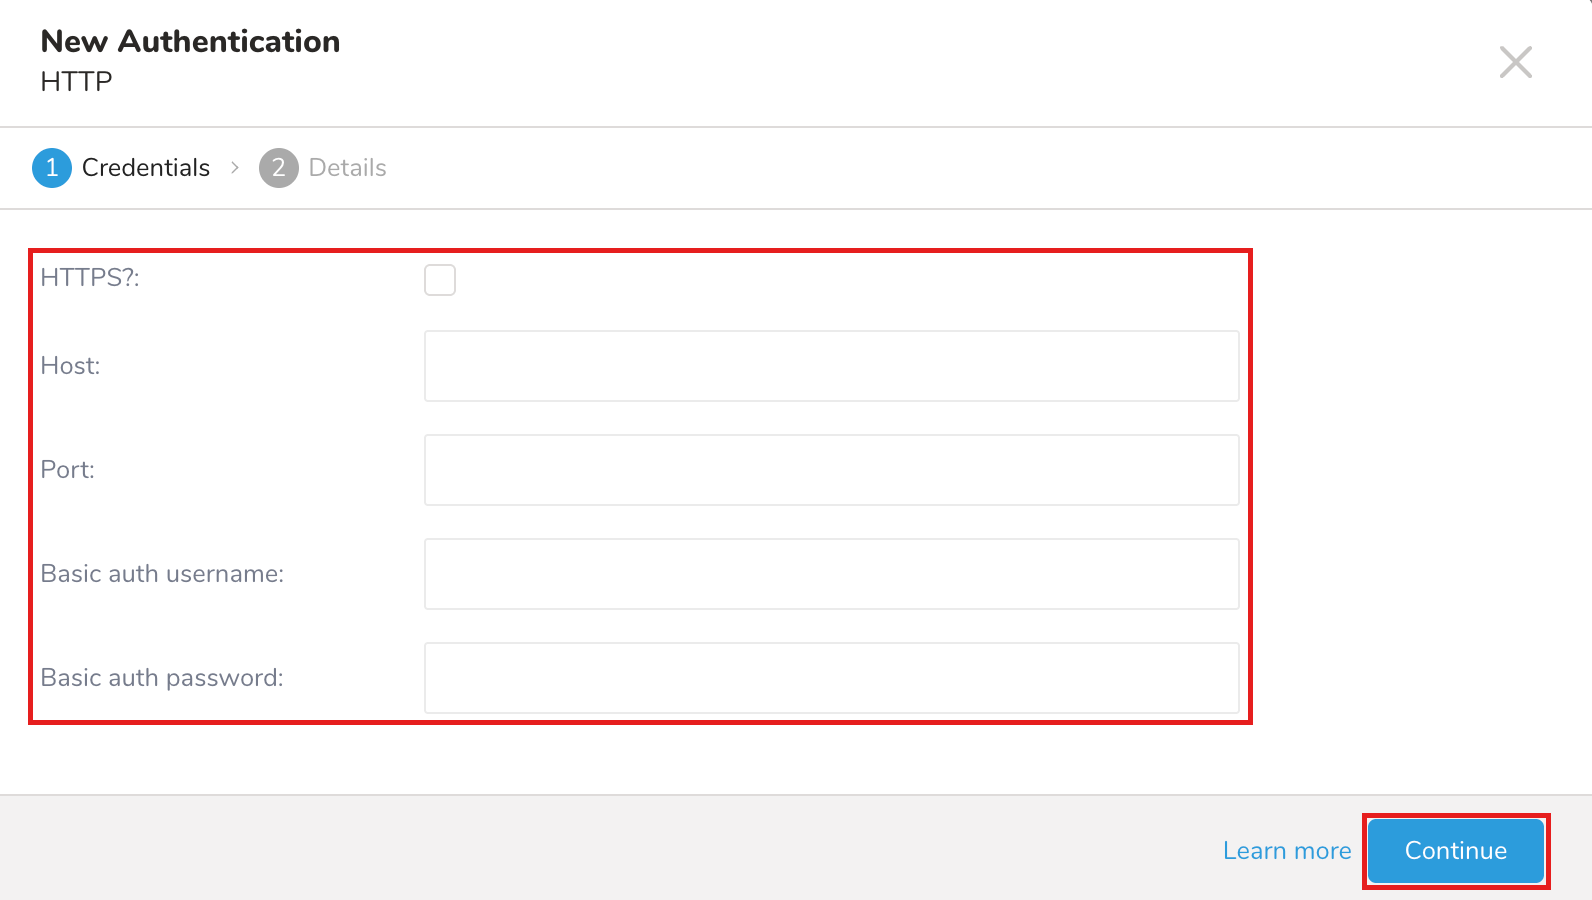 New Authentication
HTTP
1 Credentials > 2 Details
HTTPS?:
Host:
Port:
Basic auth username:
Basic auth password:
Learn more Continue